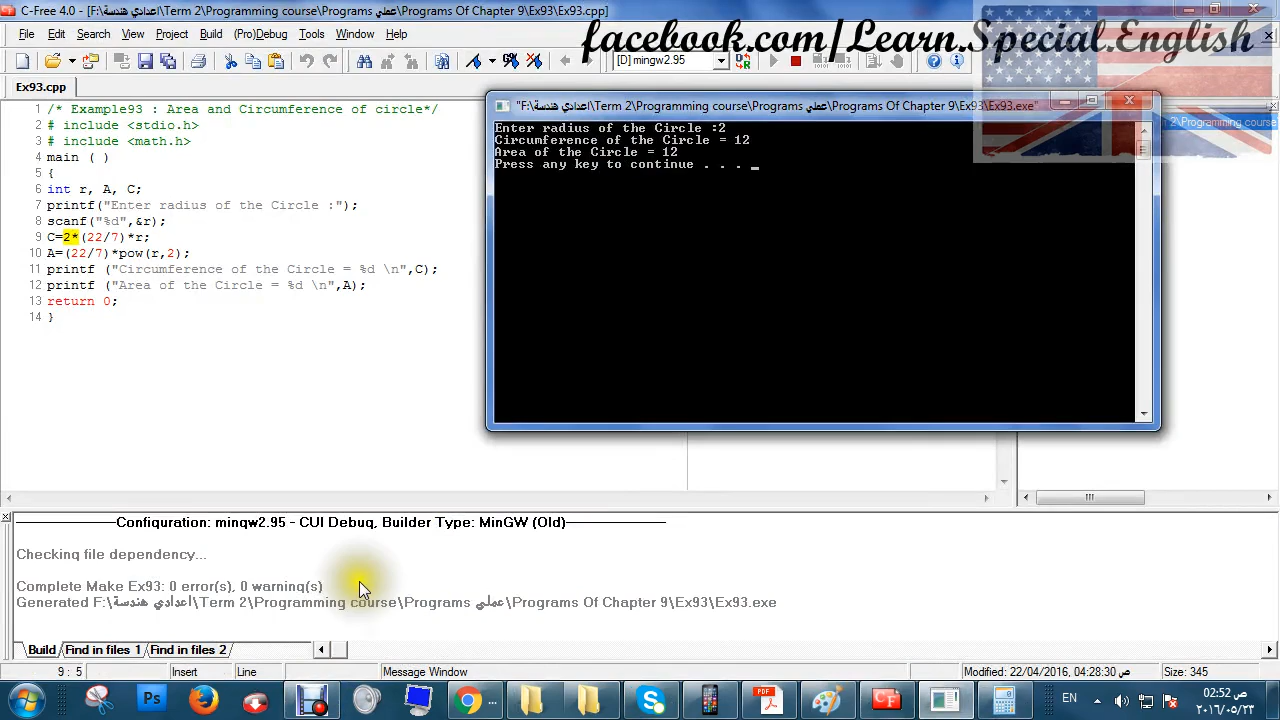 C-Free 4.0 - [F:\اعدادي هندسة\Term 2\Programming course\Programs عملي\Programs Of Chapter 9\Ex93\Ex93.cpp]
File Edit Search View Project Build (Pro)Debug Tools Window Help
facebook.com/Learn.Special.English
[D] mingw2.95
Ex93.cpp
1 /* Example93 : Area and Circumference of circle*/
2 # include <stdio.h>
3 # include <math.h>
4 main ( )
5 {
6 int r, A, C;
7 printf("Enter radius of the Circle :");
8 scanf("%d",&r);
9 C=2*(22/7)*r;
10 A=(22/7)*pow(r,2);
11 printf ("Circumference of the Circle = %d \n",C);
12 printf ("Area of the Circle = %d \n",A);
13 return 0;
14 }
"F:\اعدادي هندسة\Term 2\Programming course\Programs عملي\Programs Of Chapter 9\Ex93\Ex93.exe"
Enter radius of the Circle :2
Circumference of the Circle = 12
Area of the Circle = 12
Press any key to continue . . . _
2\Programming course
Configuration: mingw2.95 - CUI Debug, Builder Type: MinGW (Old)
Checking file dependency...
Complete Make Ex93: 0 error(s), 0 warning(s)
Generated F:\اعدادي هندسة\Term 2\Programming course\Programs عملي\Programs Of Chapter 9\Ex93\Ex93.exe
Build Find in files 1 Find in files 2
9 : 5 Insert Line Message Window Modified: 22/04/2016, 04:28:30 ص Size: 345
EN 02:52 ص
٢٠١٦/٠٥/٢٣